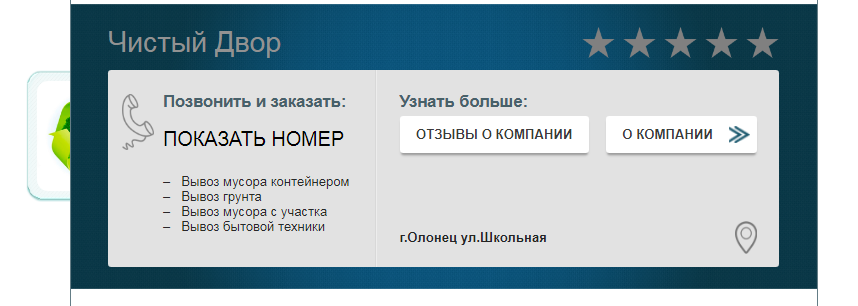 Чистый Двор
Позвонить и заказать:
ПОКАЗАТЬ НОМЕР
– Вывоз мусора контейнером
– Вывоз грунта
– Вывоз мусора с участка
– Вывоз бытовой техники
Узнать больше:
ОТЗЫВЫ О КОМПАНИИ
О КОМПАНИИ
г.Олонец ул.Школьная